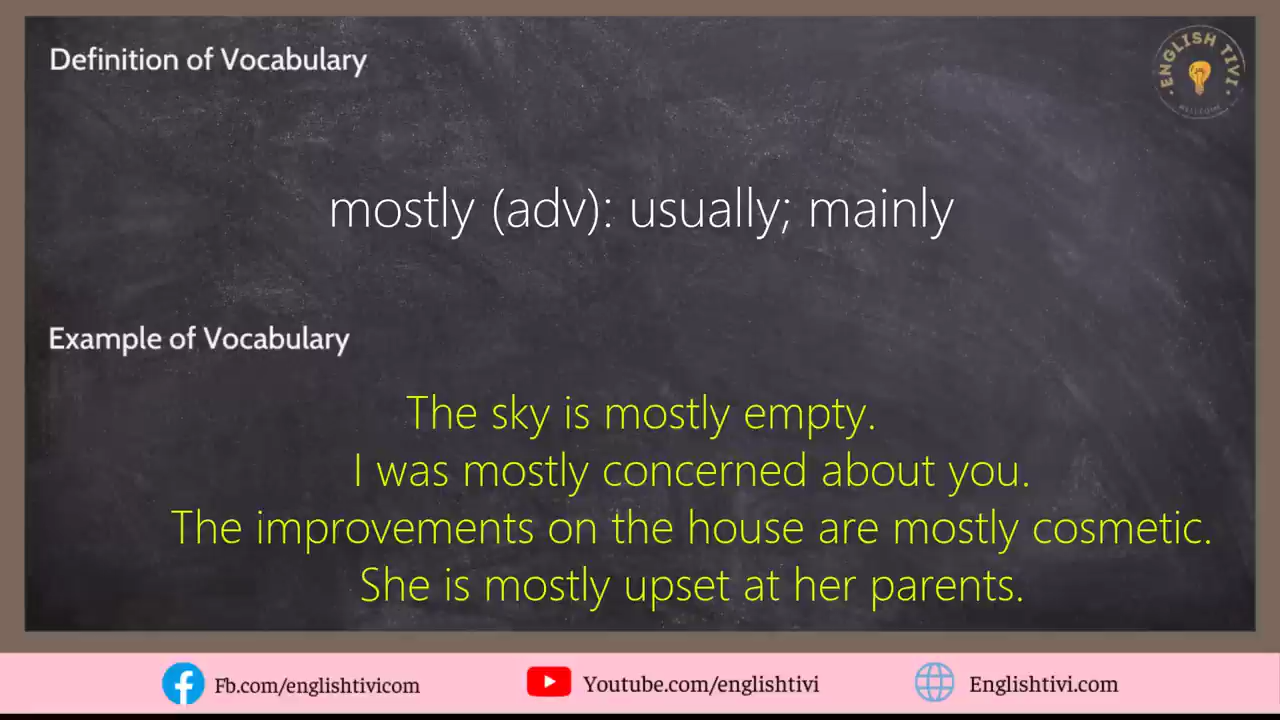 Definition of Vocabulary
ENGLISH TIVI
WELLCOME
mostly (adv): usually; mainly
Example of Vocabulary
The sky is mostly empty.
I was mostly concerned about you.
The improvements on the house are mostly cosmetic.
She is mostly upset at her parents.
Fb.com/englishtivicom
Youtube.com/englishtivi
Englishtivi.com